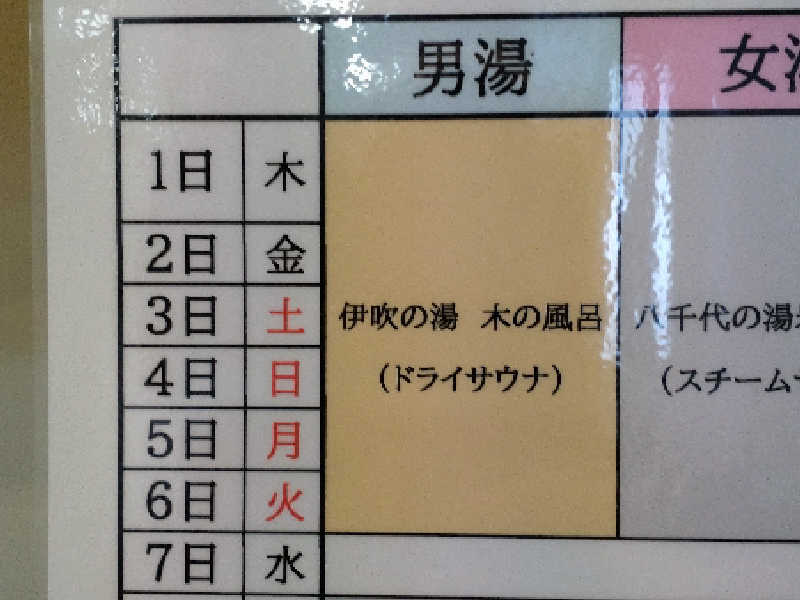 男湯 女
1日 木
2日 金
3日 土 伊吹の湯 木の風呂 八千代の湯
4日 日 (ドライサウナ) (スチーム
5日 月
6日 火
7日 水